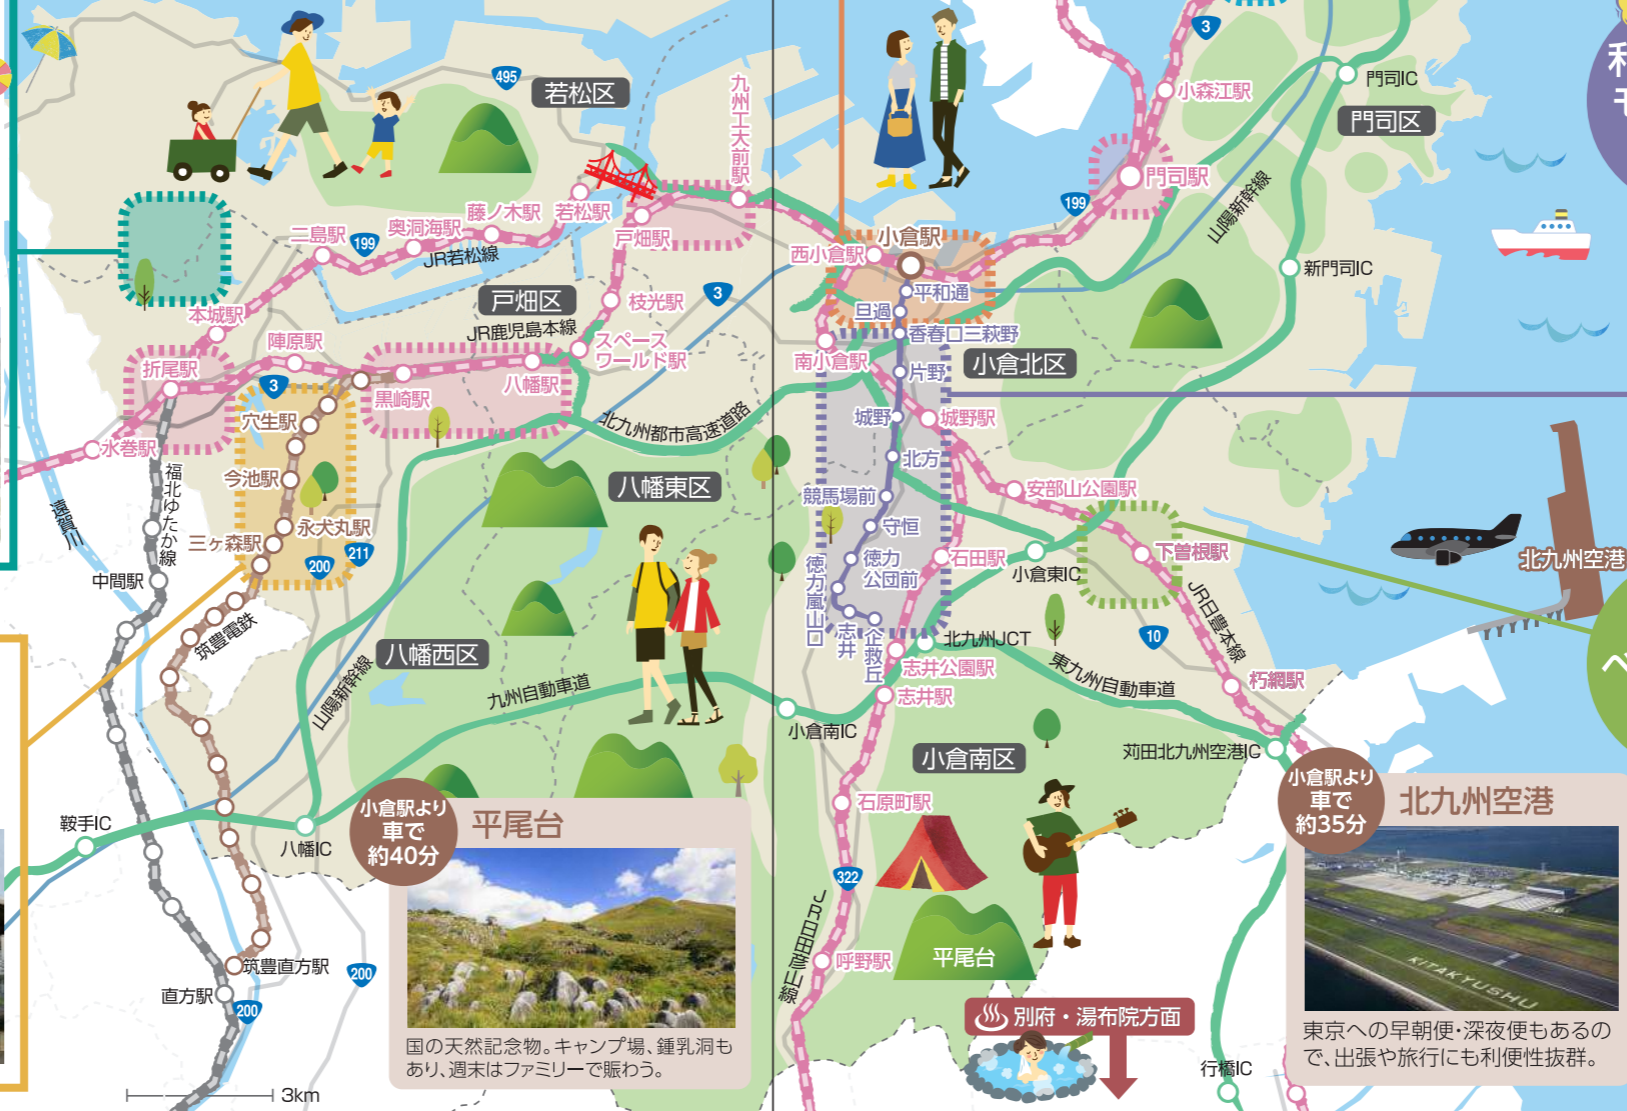 3
利
モ
門司IC
495
若松区
九州工大前駅
小森江駅
門司区
門司駅
199
山陽新幹線
藤ノ木駅
若松駅
奥洞海駅
二島駅
199
JR若松線
戸畑駅
小倉駅
西小倉駅
新門司IC
平和通
旦過
戸畑区
枝光駅
3
本城駅
JR鹿児島本線
香春口三萩野
陣原駅
スペース
ワールド駅
南小倉駅
小倉北区
折尾駅
片野
3
黒崎駅
八幡駅
穴生駅
北九州都市高速道路
城野
城野駅
水巻駅
北方
今池駅
福北ゆたか線
八幡東区
競馬場前
安部山公園駅
遠賀川
永犬丸駅
守恒
三ヶ森駅
211
200
徳力
公団前
石田駅
下曽根駅
北九州空港
中間駅
小倉東IC
徳力嵐山口
JR日豊本線
筑豊電鉄
志井
企救丘
北九州JCT
10
八幡西区
志井公園駅
東九州自動車道
山陽新幹線
九州自動車道
志井駅
朽網駅
小倉南IC
小倉南区
苅田北九州空港IC
小倉駅より
車で
約40分
平尾台
石原町駅
小倉駅より
車で
約35分
北九州空港
鞍手IC
八幡IC
322
JR日田彦山線
平尾台
呼野駅
KITAKYUSHU
筑豊直方駅
200
直方駅
200
別府・湯布院方面
国の天然記念物。キャンプ場、鍾乳洞も
あり、週末はファミリーで賑わう。
東京への早朝便・深夜便もあるの
で、出張や旅行にも利便性抜群。
行橋IC
3km